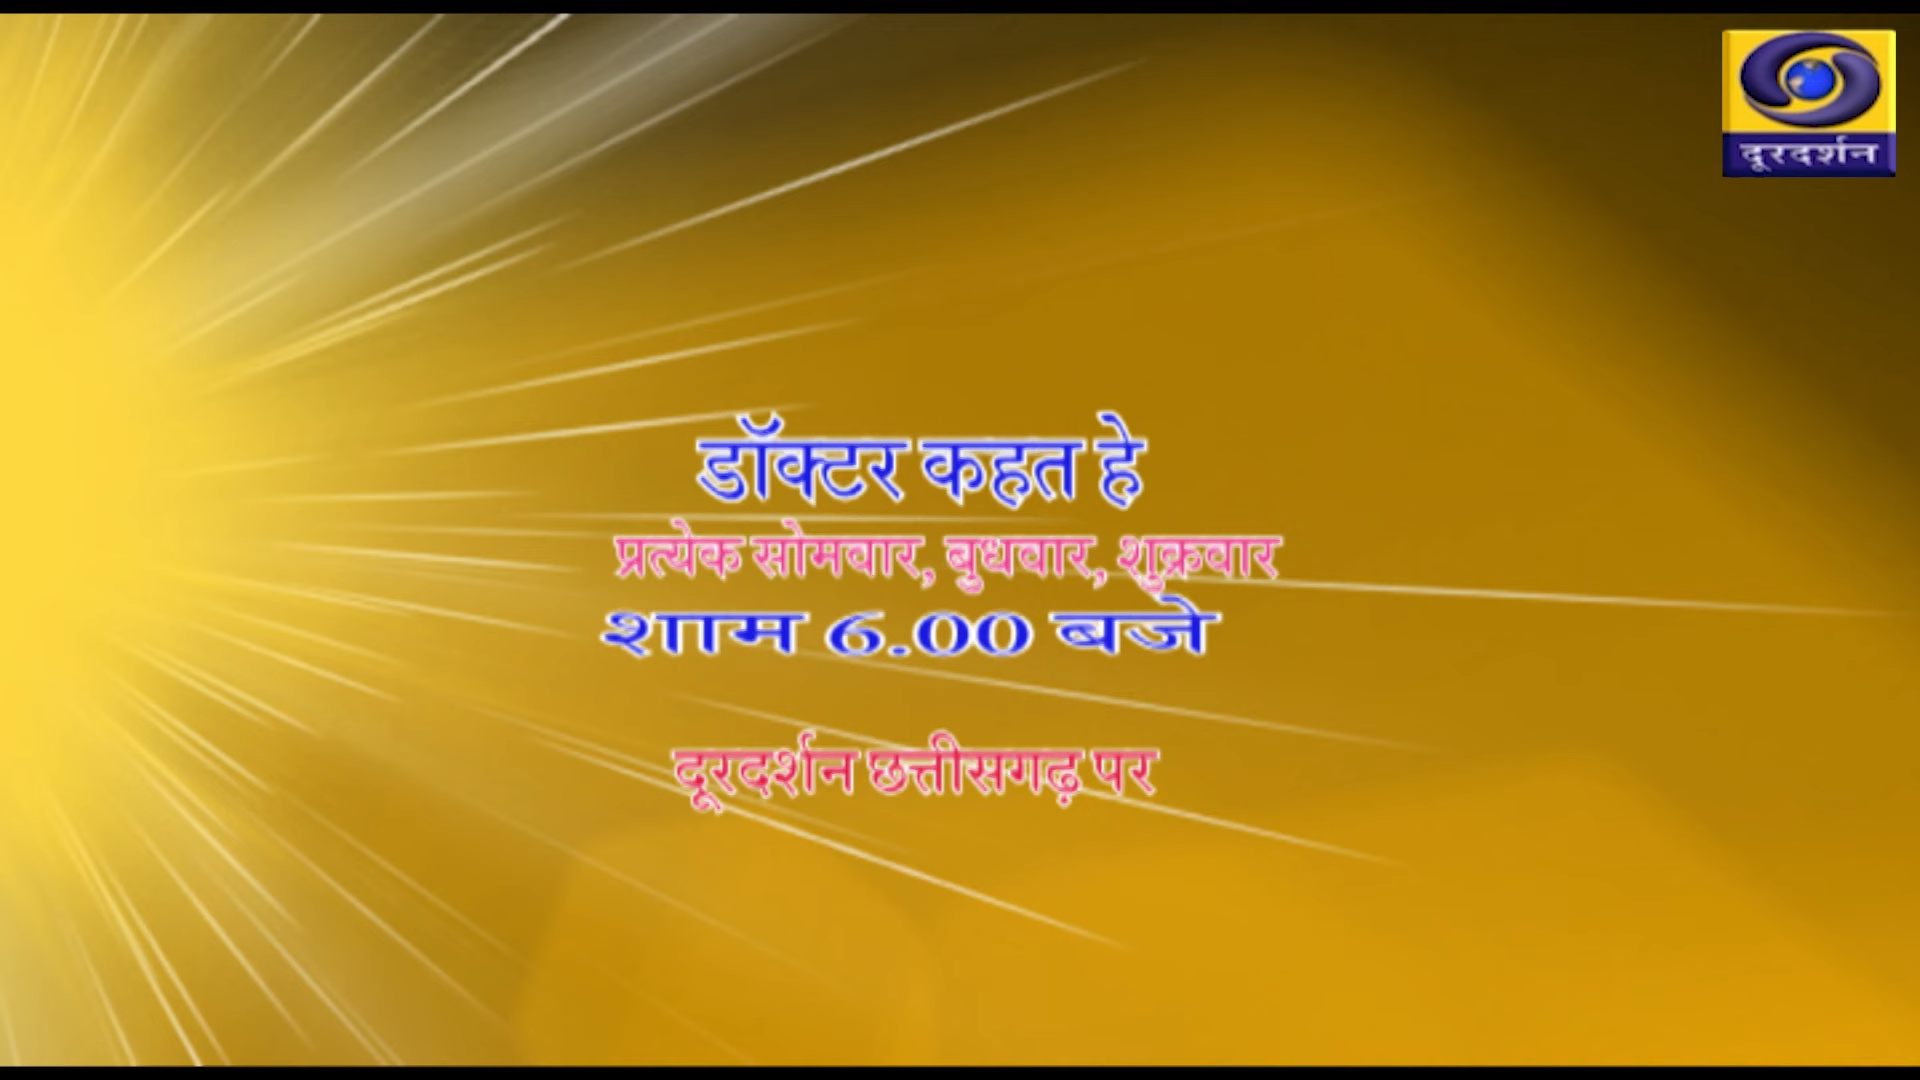 दूरदर्शन
डॉक्टर कहत हे
प्रत्येक सोमवार, बुधवार, शुक्रवार
शाम 6.00 बजे
दूरदर्शन छत्तीसगढ़ पर